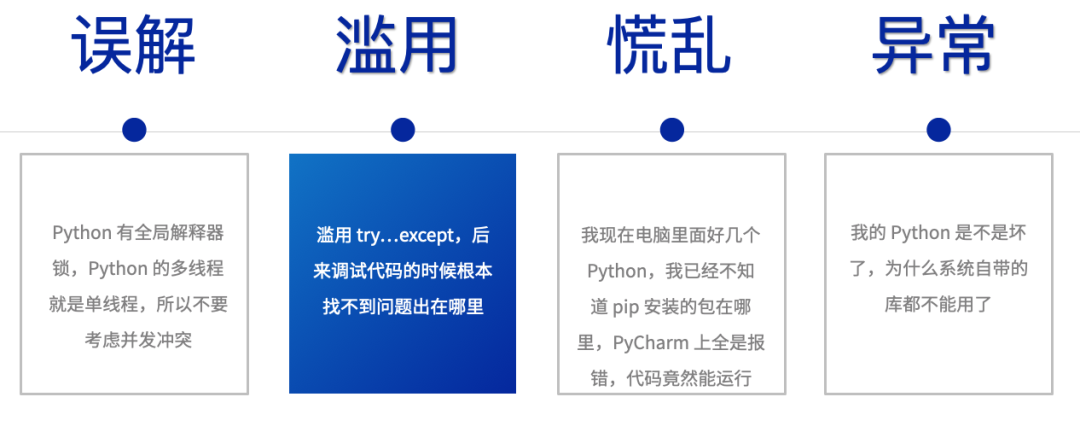 误解
滥用
慌乱
异常
Python 有全局解释器
锁，Python 的多线程
就是单线程，所以不要
考虑并发冲突
滥用 try...except，后
来调试代码的时候根本
找不到问题出在哪里
我现在电脑里面好几个
Python，我已经不知
道 pip 安装的包在哪
里，PyCharm 上全是报
错，代码竟然能运行
我的 Python 是不是坏
了，为什么系统自带的
库都不能用了